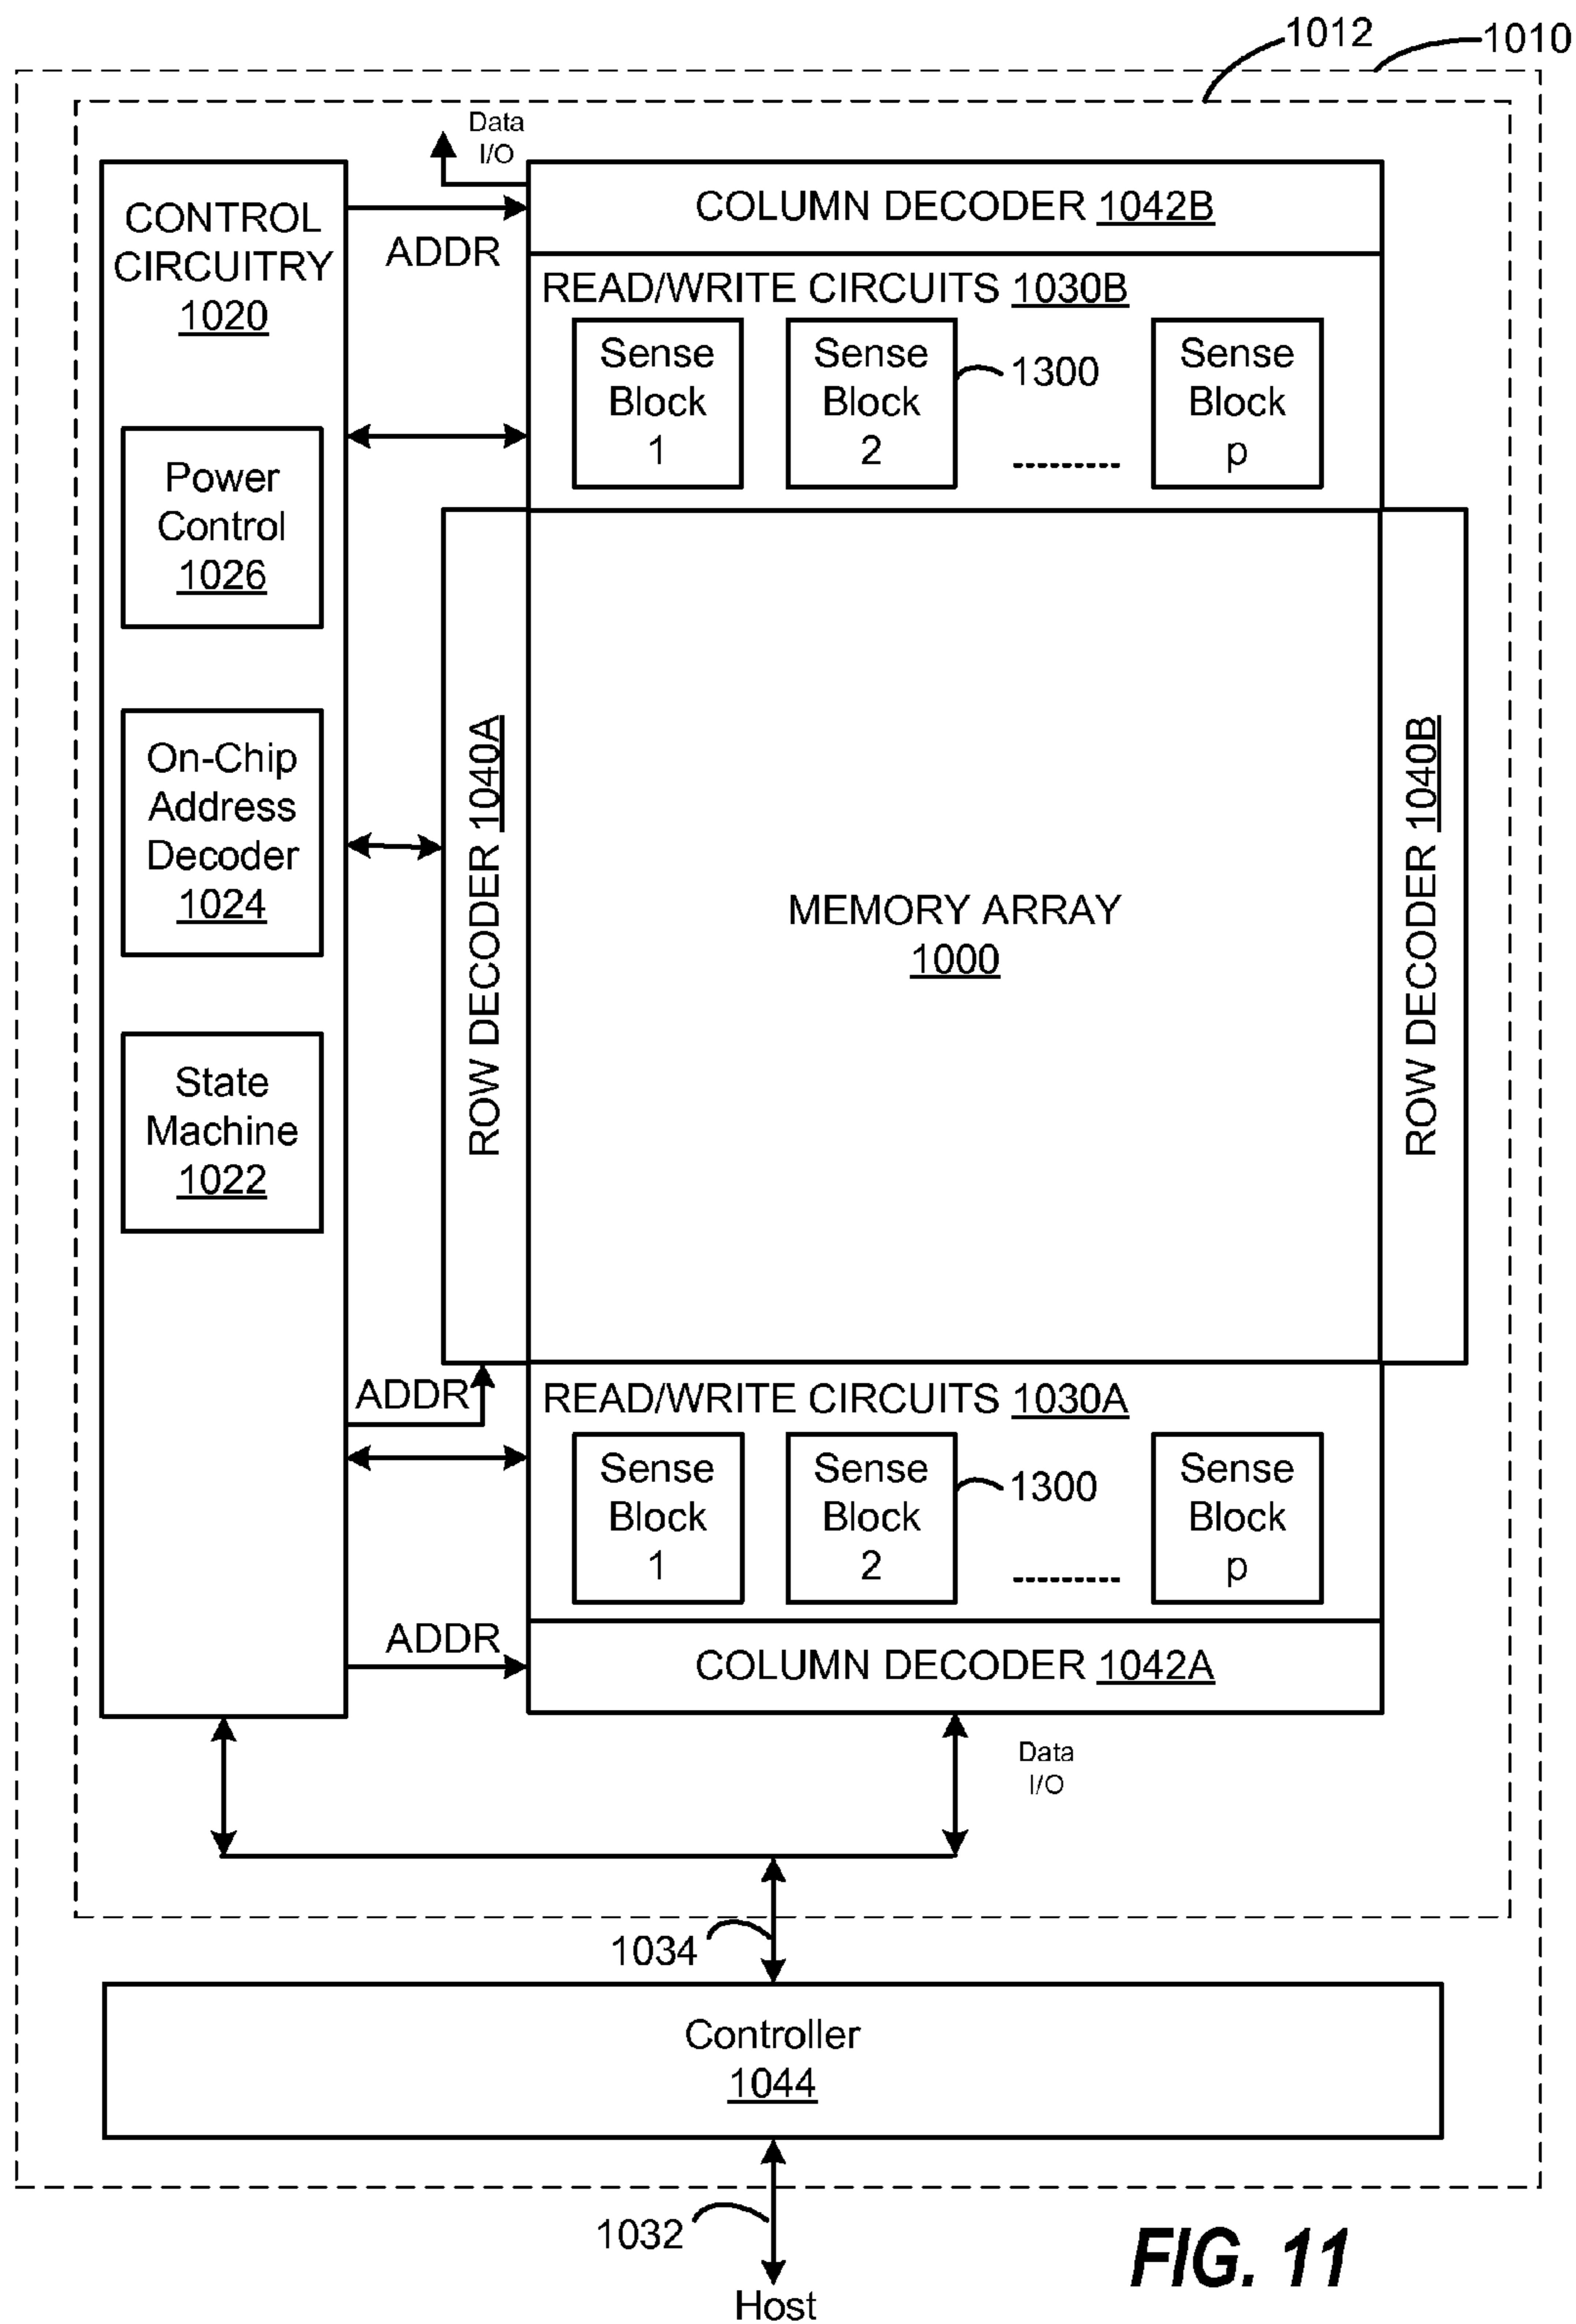 1012
1010
Data
I/O
CONTROL
CIRCUITRY
1020
ADDR
COLUMN DECODER 1042B
READ/WRITE CIRCUITS 1030B
Sense
Block
1
Sense
Block
2
1300
Sense
Block
p
Power
Control
1026
On-Chip
Address
Decoder
1024
State
Machine
1022
ROW DECODER 1040A
MEMORY ARRAY
1000
ROW DECODER 1040B
ADDR
READ/WRITE CIRCUITS 1030A
Sense
Block
1
Sense
Block
2
1300
Sense
Block
p
ADDR
COLUMN DECODER 1042A
Data
I/O
1034
Controller
1044
1032
Host
FIG. 11